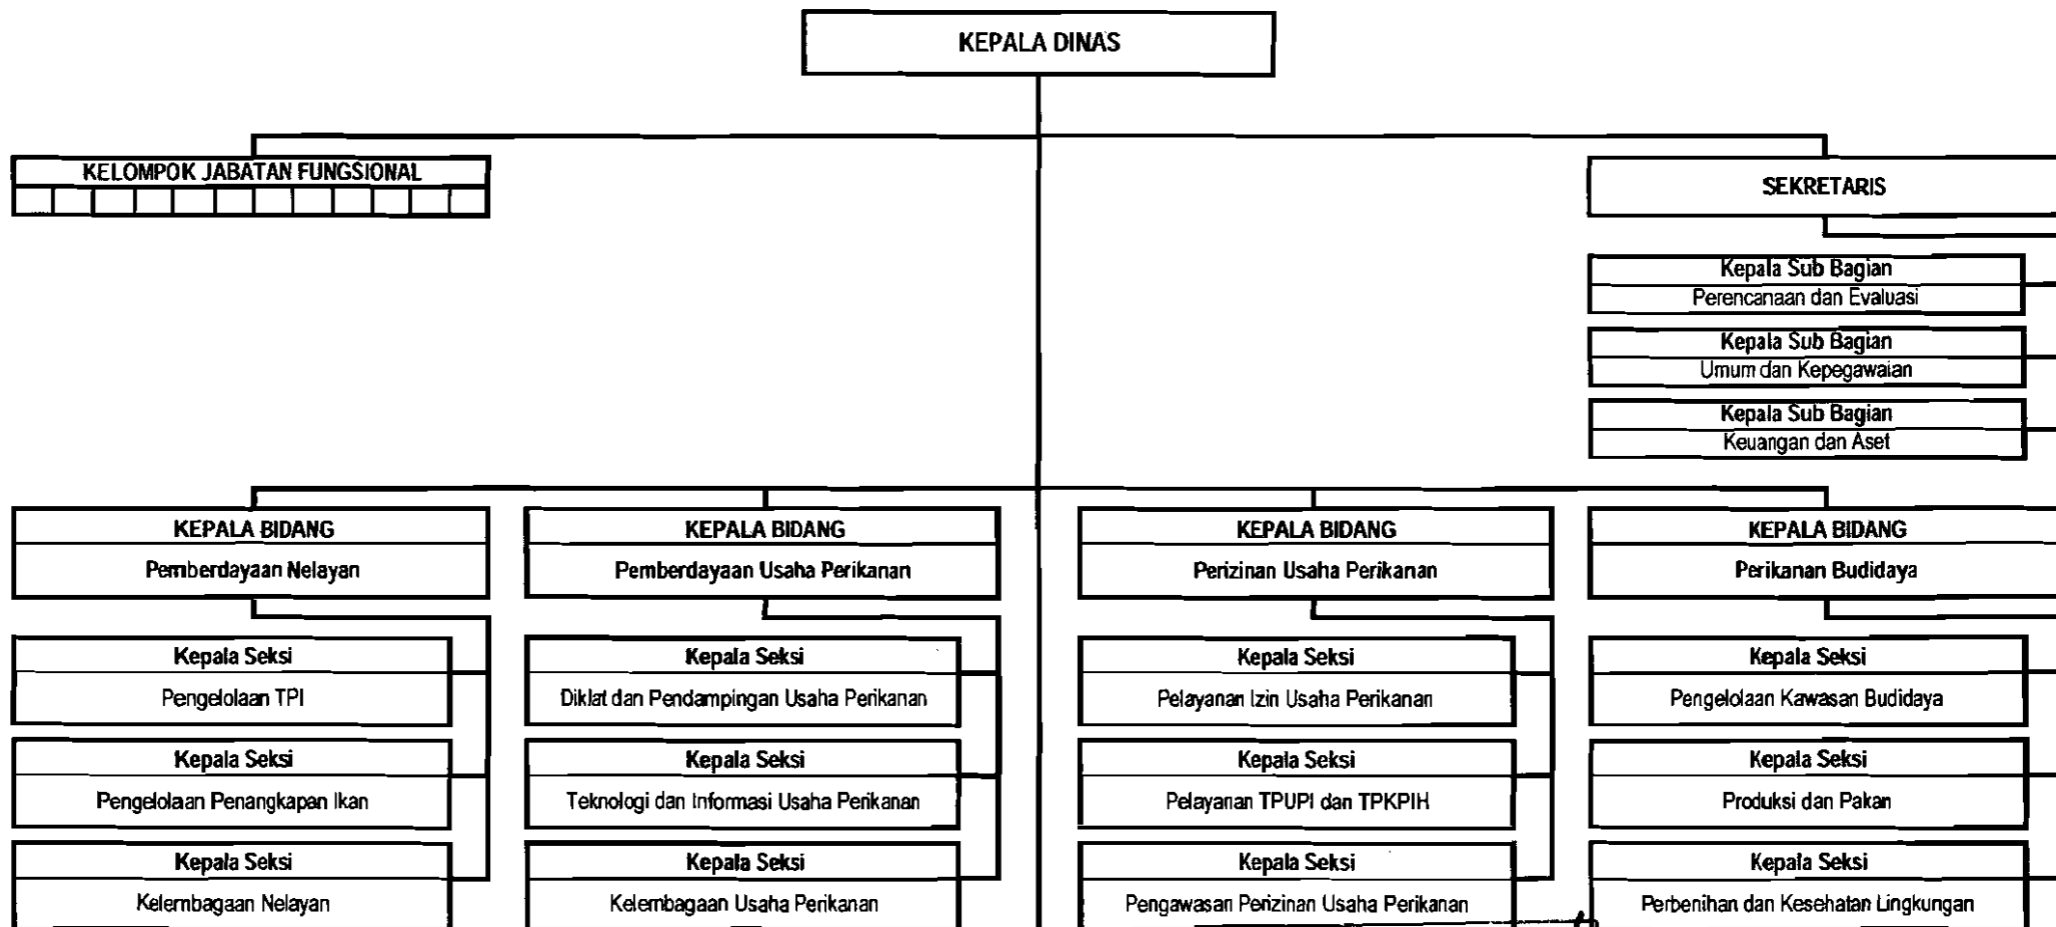 KEPALA DINAS
KELOMPOK JABATAN FUNGSIONAL
SEKRETARIS
Kepala Sub Bagian
Perencanaan dan Evaluasi
Kepala Sub Bagian
Umum dan Kepegawaian
Kepala Sub Bagian
Keuangan dan Aset
KEPALA BIDANG
Pemberdayaan Nelayan
Kepala Seksi
Pengelolaan TPI
Kepala Seksi
Pengelolaan Penangkapan Ikan
Kepala Seksi
Kelembagaan Nelayan
KEPALA BIDANG
Pemberdayaan Usaha Perikanan
Kepala Seksi
Diklat dan Pendampingan Usaha Perikanan
Kepala Seksi
Teknologi dan Informasi Usaha Perikanan
Kepala Seksi
Kelembagaan Usaha Perikanan
KEPALA BIDANG
Perizinan Usaha Perikanan
Kepala Seksi
Pelayanan Izin Usaha Perikanan
Kepala Seksi
Pelayanan TPUPI dan TPKPIH
Kepala Seksi
Pengawasan Perizinan Usaha Perikanan
KEPALA BIDANG
Perikanan Budidaya
Kepala Seksi
Pengelolaan Kawasan Budidaya
Kepala Seksi
Produksi dan Pakan
Kepala Seksi
Perbenihan dan Kesehatan Lingkungan